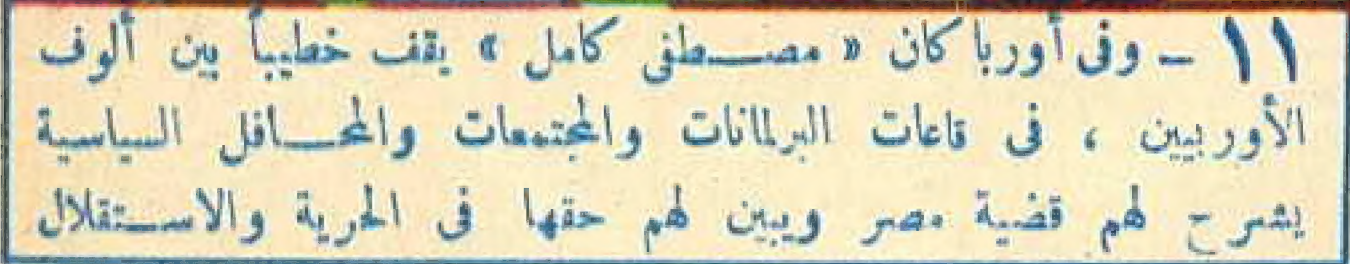 ١١ – وفى أوربا كان « مصطفى كامل » يقف خطيباً بين ألوف
الأوربيين ، فى قاعات البرلمانات والمجتمعات والمحافل السياسية
يشرح لهم قضية مصر ويبين لهم حقها فى الحرية والاستقلال